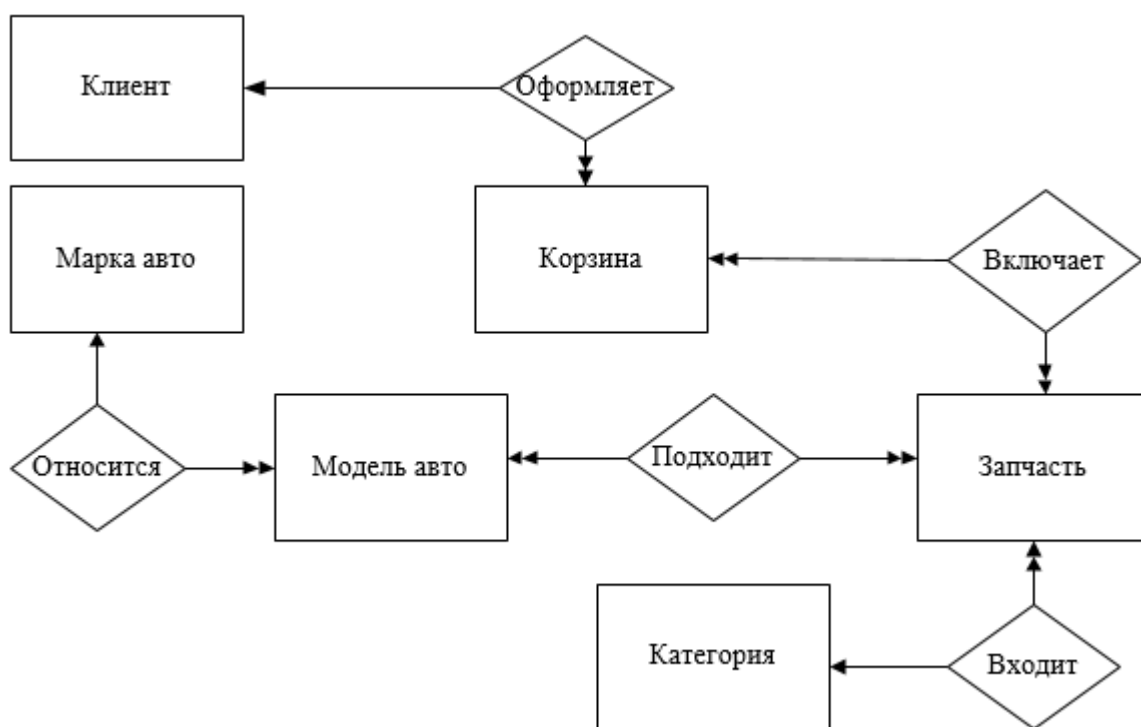 Клиент
Оформляет
Марка авто
Корзина
Включает
Относится
Модель авто
Подходит
Запчасть
Категория
Входит